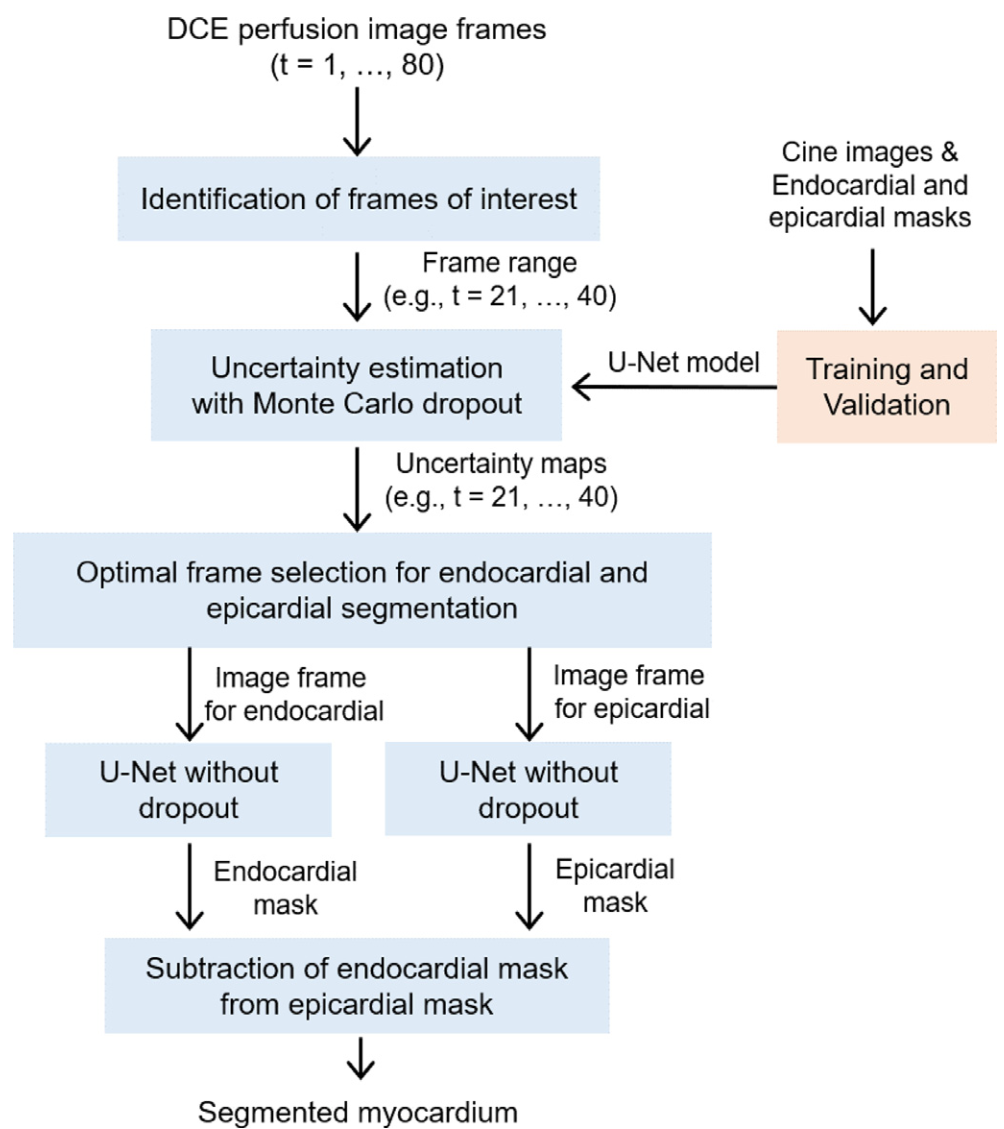 DCE perfusion image frames
(t = 1, …, 80)
Identification of frames of interest
Cine images &
Endocardial and
epicardial masks
Frame range
(e.g., t = 21, …, 40)
Uncertainty estimation
with Monte Carlo dropout
U-Net model
Training and
Validation
Uncertainty maps
(e.g., t = 21, …, 40)
Optimal frame selection for endocardial and
epicardial segmentation
Image frame
for endocardial
Image frame
for epicardial
U-Net without
dropout
U-Net without
dropout
Endocardial
mask
Epicardial
mask
Subtraction of endocardial mask
from epicardial mask
Segmented myocardium